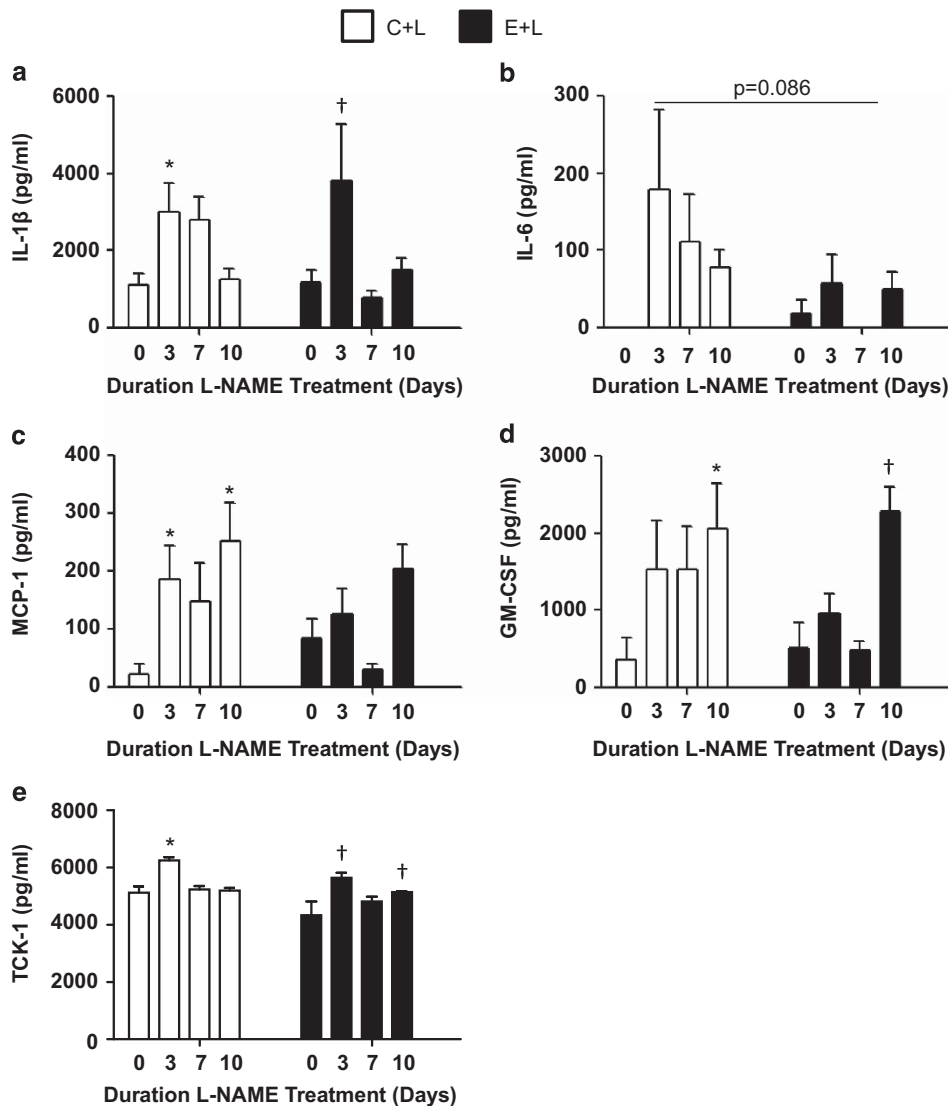 C+L E+L
a
6000
4000
2000
0
IL-1β (pg/ml)
*
†
0 3 7 10 0 3 7 10
Duration L-NAME Treatment (Days)
b
300
200
100
0
IL-6 (pg/ml)
p=0.086
0 3 7 10 0 3 7 10
Duration L-NAME Treatment (Days)
c
400
300
200
100
0
MCP-1 (pg/ml)
* *
0 3 7 10 0 3 7 10
Duration L-NAME Treatment (Days)
d
3000
2000
1000
0
GM-CSF (pg/ml)
* †
0 3 7 10 0 3 7 10
Duration L-NAME Treatment (Days)
e
8000
6000
4000
2000
0
TCK-1 (pg/ml)
* † †
0 3 7 10 0 3 7 10
Duration L-NAME Treatment (Days)